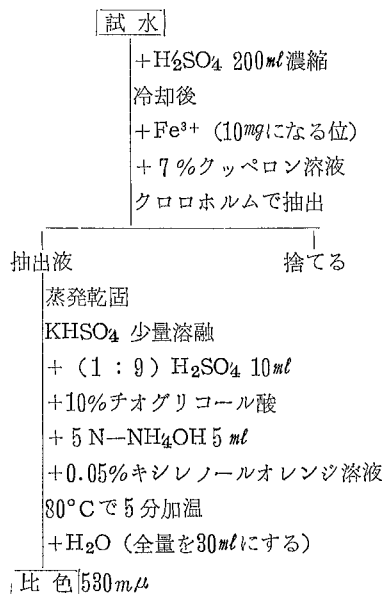 試水
+H₂SO₄ 200ml濃縮
冷却後
+Fe³⁺（10mgになる位）
+7％クッペロン溶液
クロロホルムで抽出
抽出液 捨てる
蒸発乾固
KHSO₄ 少量溶融
+（1：9）H₂SO₄ 10ml
+10％チオグリコール酸
+5N—NH₄OH 5ml
+0.05％キシレノールオレンジ溶液
80°Cで5分加温
+H₂O（全量を30mlにする）
比色 530mμ